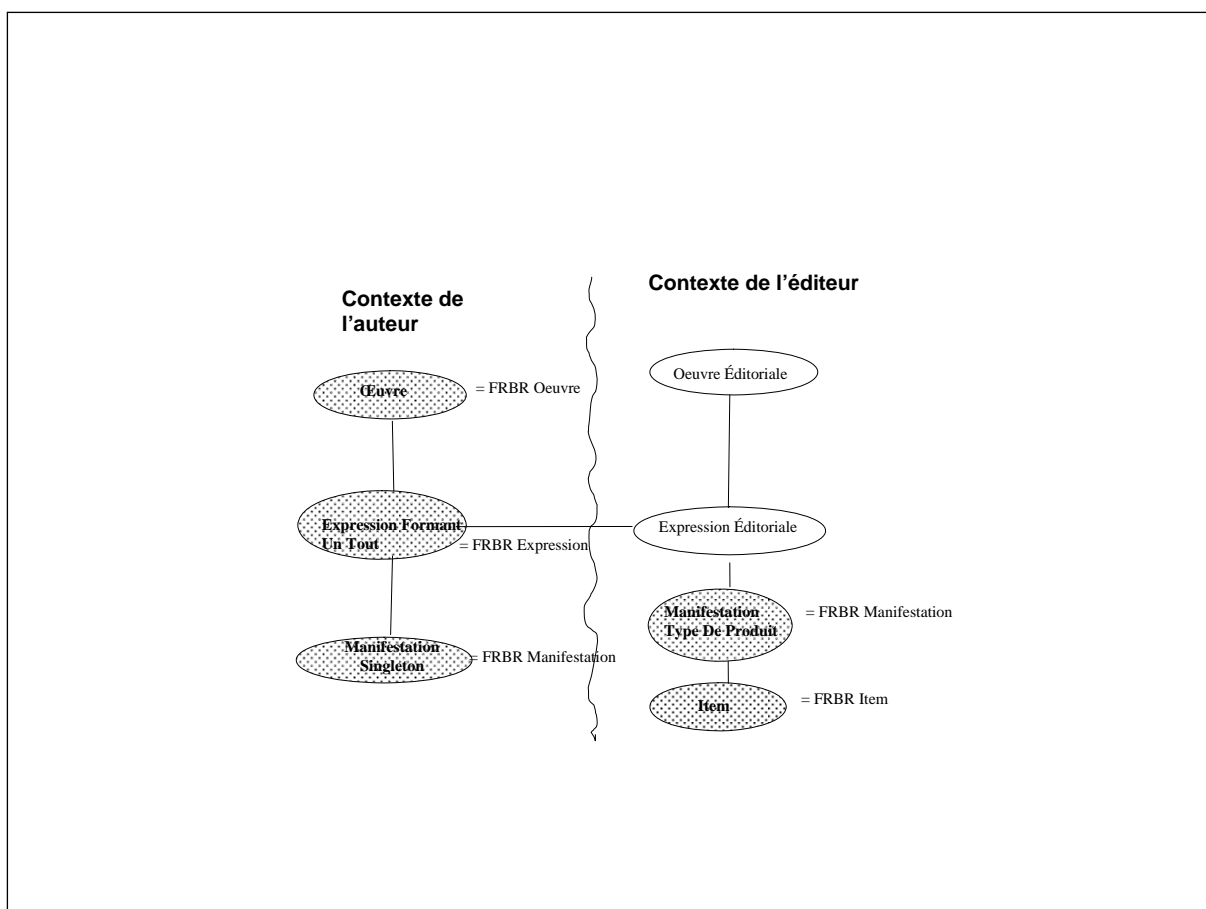 Contexte de
l’auteur
Œuvre
= FRBR Oeuvre
Expression Formant
Un Tout
= FRBR Expression
Manifestation
Singleton
= FRBR Manifestation
Contexte de l’éditeur
Oeuvre Éditoriale
Expression Éditoriale
Manifestation
Type De Produit
= FRBR Manifestation
Item
= FRBR Item